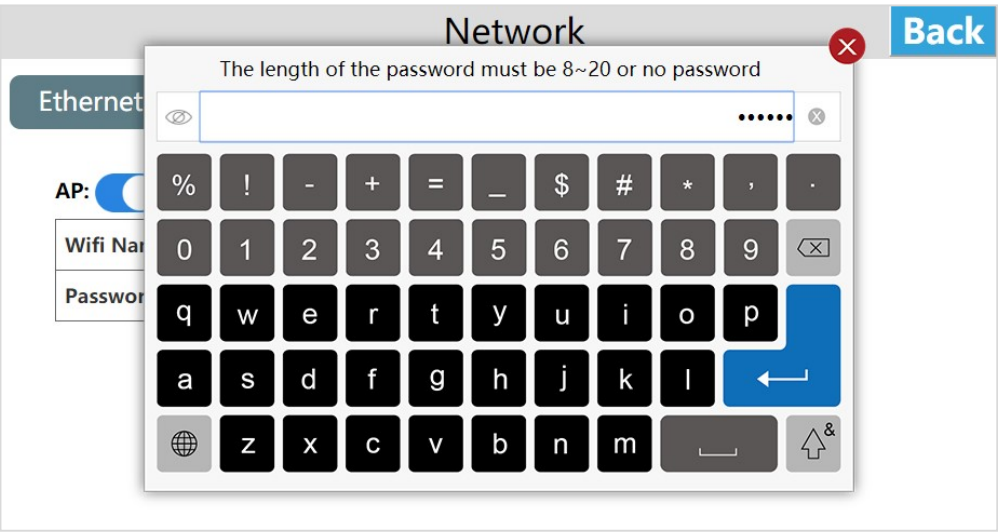 Network
Back
The length of the password must be 8~20 or no password
Ethernet
••••••
AP:
% ! - + = _ $ # * , .
Wifi Nar
0 1 2 3 4 5 6 7 8 9
Passwor
q w e r t y u i o p
a s d f g h j k l
z x c v b n m &